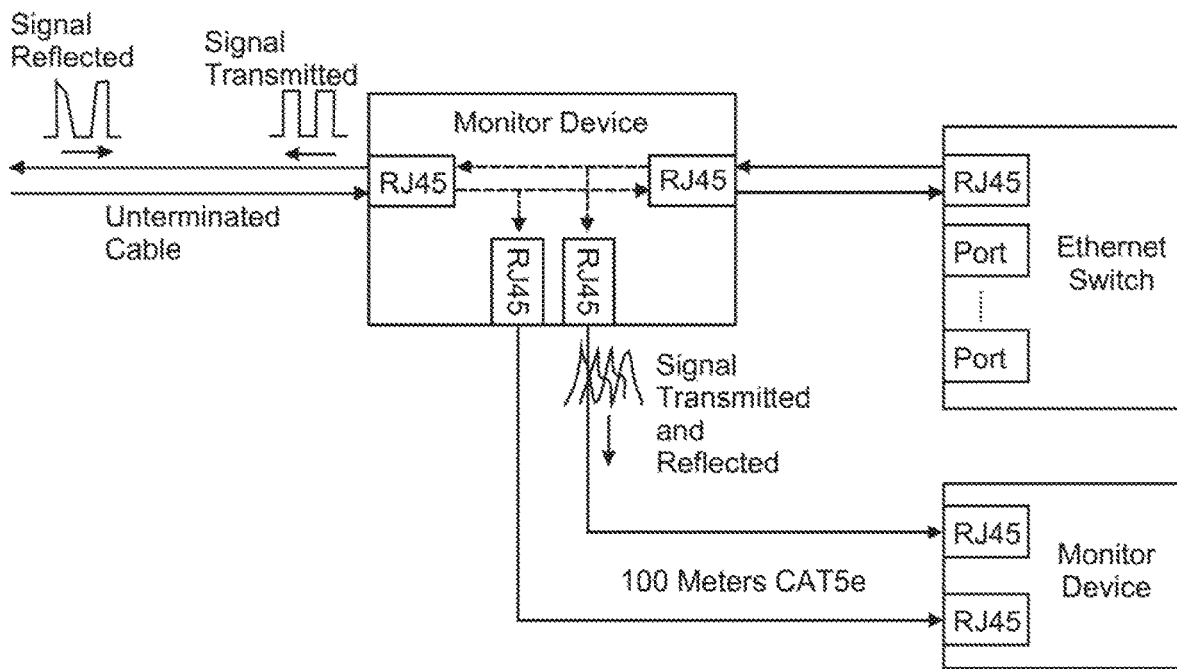 Signal
Reflected
Signal
Transmitted
Monitor Device
RJ45
RJ45
RJ45
Unterminated
Cable
RJ45
RJ45
Port
Port
Ethernet
Switch
Signal
Transmitted
and
Reflected
100 Meters CAT5e
RJ45
RJ45
Monitor
Device